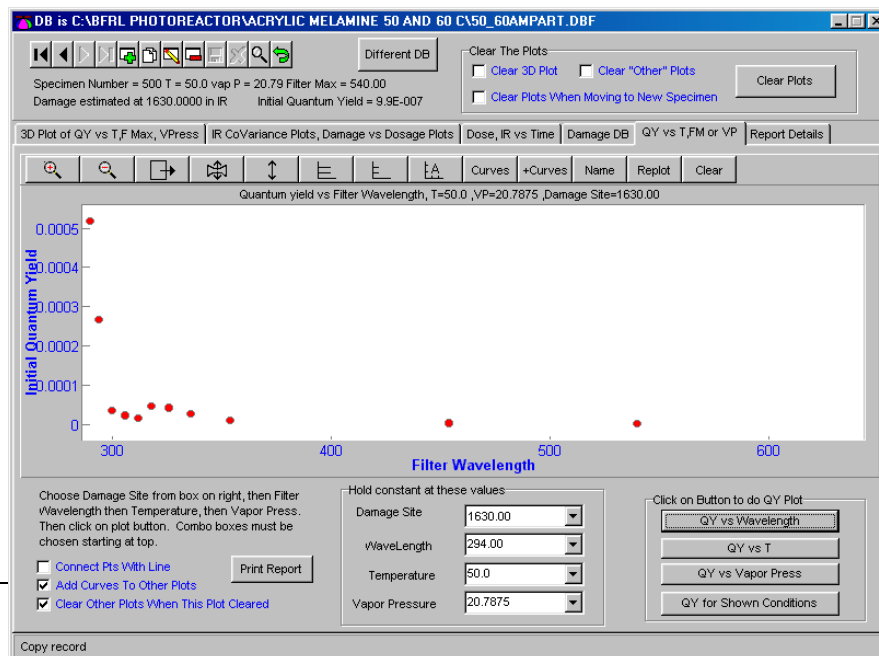 DB is C:\BFRL PHOTOREACTOR\ACRYLIC MELAMINE 50 AND 60 C\50_60AMPART.DBF
Different DB
Clear The Plots
Clear 3D Plot
Clear "Other" Plots
Clear Plots When Moving to New Specimen
Clear Plots
Specimen Number = 500 T = 50.0 vap P = 20.79 Filter Max = 540.00
Damage estimated at 1630.0000 in IR Initial Quantum Yield = 9.9E-007
3D Plot of QY vs T,F Max, VPress
IR CoVariance Plots, Damage vs Dosage Plots
Dose, IR vs Time
Damage DB
QY vs T,FM or VP
Report Details
Curves
+Curves
Name
Replot
Clear
Quantum yield vs Filter Wavelength, T=50.0 ,VP=20.7875 ,Damage Site=1630.00
Initial Quantum Yield
0.0005
0.0004
0.0003
0.0002
0.0001
0
300
400
500
600
Filter Wavelength
Choose Damage Site from box on right, then Filter
Wavelength then Temperature, then Vapor Press.
Then click on plot button. Combo boxes must be
chosen starting at top.
Connect Pts With Line
Add Curves To Other Plots
Clear Other Plots When This Plot Cleared
Print Report
Hold constant at these values
Damage Site
1630.00
WaveLength
294.00
Temperature
50.0
Vapor Pressure
20.7875
Click on Button to do QY Plot
QY vs Wavelength
QY vs T
QY vs Vapor Press
QY for Shown Conditions
Copy record